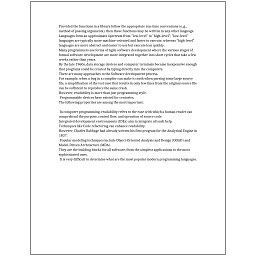 Provided the functions in a library follow the appropriate run-time conventions (e.g.,
method of passing arguments), then these functions may be written in any other language.
Languages form an approximate spectrum from "low-level" to "high-level"; "low-level"
languages are typically more machine-oriented and faster to execute, whereas "high-level"
languages are more abstract and easier to use but execute less quickly.
Many programmers use forms of Agile software development where the various stages of
formal software development are more integrated together into short cycles that take a few
weeks rather than years.
By the late 1960s, data storage devices and computer terminals became inexpensive enough
that programs could be created by typing directly into the computers.
There are many approaches to the Software development process.
For example, when a bug in a compiler can make it crash when parsing some large source
file, a simplification of the test case that results in only few lines from the original source file
can be sufficient to reproduce the same crash.
However, readability is more than just programming style.
Programmable devices have existed for centuries.
The following properties are among the most important:

In computer programming, readability refers to the ease with which a human reader can
comprehend the purpose, control flow, and operation of source code.
Integrated development environments (IDEs) aim to integrate all such help.
Techniques like Code refactoring can enhance readability.
However, Charles Babbage had already written his first program for the Analytical Engine in
1837.
Popular modeling techniques include Object-Oriented Analysis and Design (OOAD) and
Model-Driven Architecture (MDA).
They are the building blocks for all software, from the simplest applications to the most
sophisticated ones.
It is very difficult to determine what are the most popular modern programming languages.